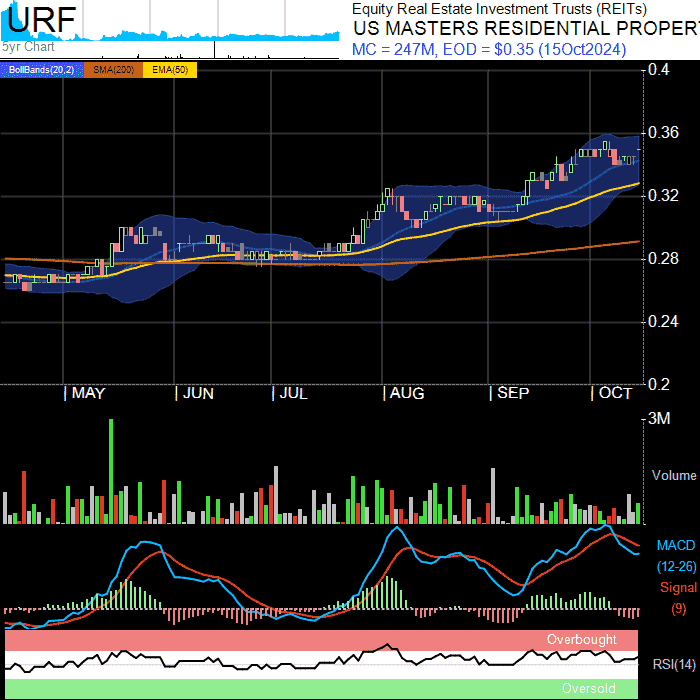 URF
Equity Real Estate Investment Trusts (REITs)
US MASTERS RESIDENTIAL PROPER
MC = 247M, EOD = $0.35 (15Oct2024)
5yr Chart
BollBands(20,2) SMA(200) EMA(50)
0.4
0.36
0.32
0.28
0.24
0.2
MAY JUN JUL AUG SEP OCT
3M
Volume
MACD
(12-26)
Signal
(9)
Overbought
RSI(14)
Oversold